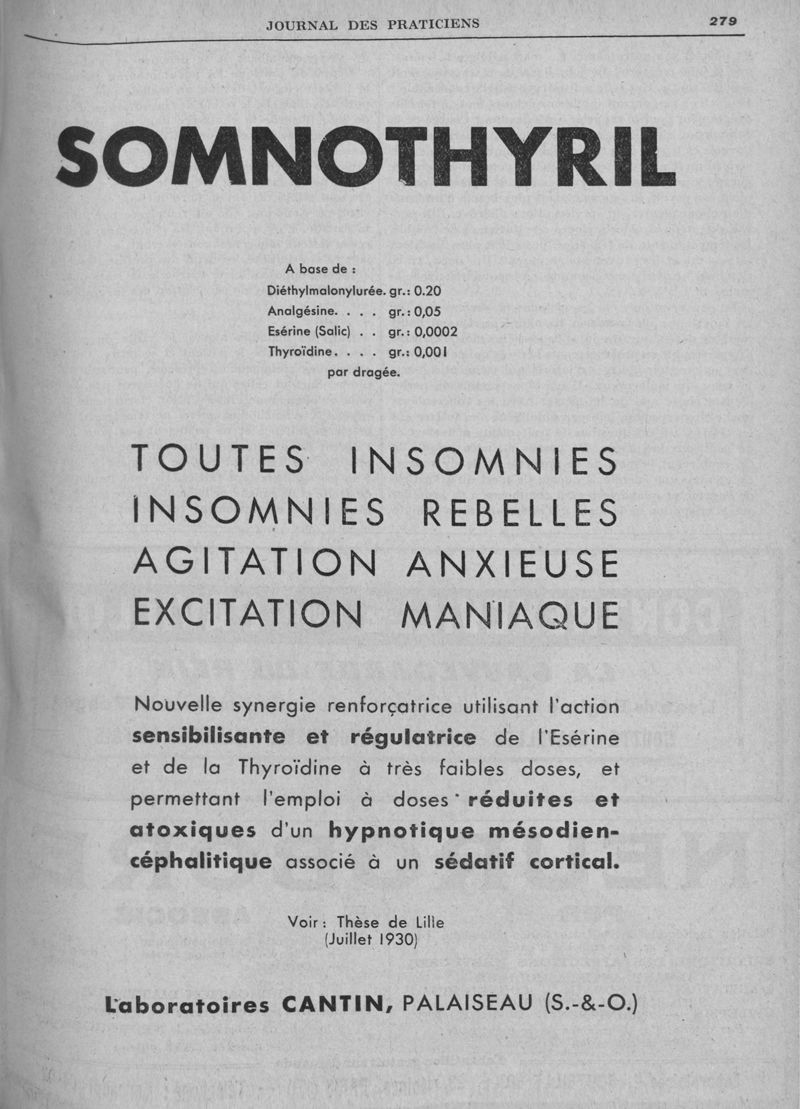 JOURNAL DES PRATICIENS 279
SOMNOTHYRIL
A base de :
Diéthylmalonylurée. gr.: 0.20
Analgésine. . . . gr.: 0,05
Esérine (Salic) . . gr.: 0,0002
Thyroïdine. . . . gr.: 0,001
par dragée.
TOUTES INSOMNIES
INSOMNIES REBELLES
AGITATION ANXIEUSE
EXCITATION MANIAQUE
Nouvelle synergie renforçatrice utilisant l'action
sensibilisante et régulatrice de l'Esérine
et de la Thyroïdine à très faibles doses, et
permettant l'emploi à doses réduites et
atoxiques d'un hypnotique mésodien-
céphalitique associé à un sédatif cortical.
Voir : Thèse de Lille
(Juillet 1930)
Laboratoires CANTIN, PALAISEAU (S.-&-O.)